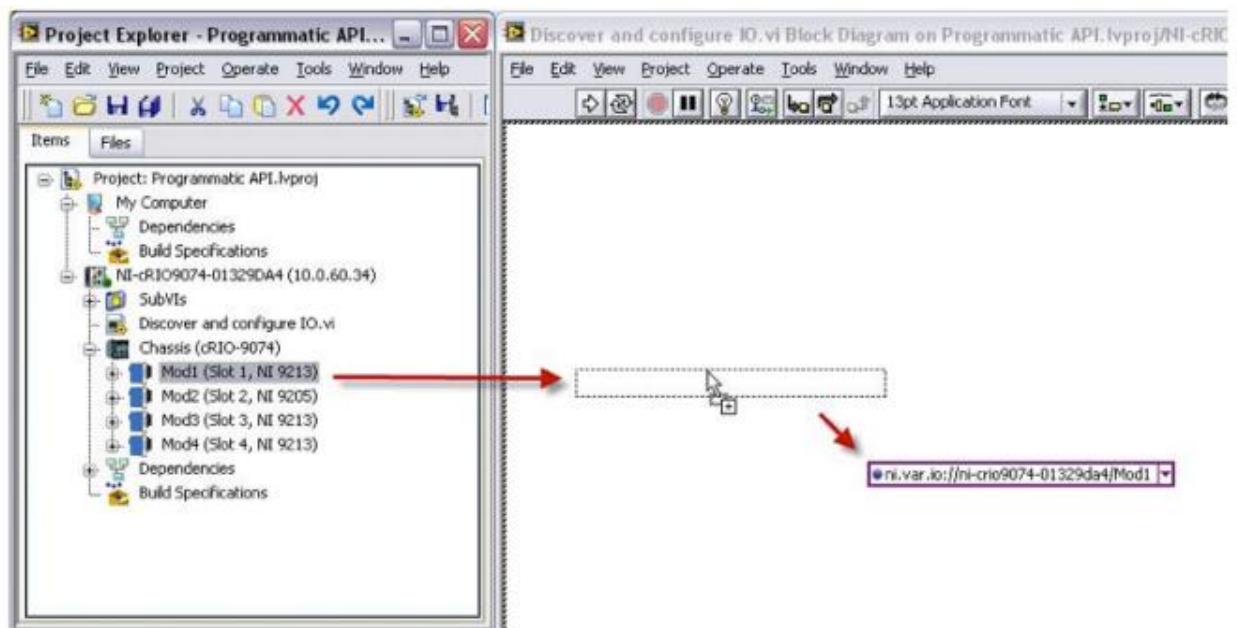 Project Explorer - Programmatic API...
File Edit View Project Operate Tools Window Help
Items Files
Project: Programmatic API.lvproj
My Computer
Dependencies
Build Specifications
NI-cRIO9074-01329DA4 (10.0.60.34)
SubVIs
Discover and configure IO.vi
Chassis (cRIO-9074)
Mod1 (Slot 1, NI 9213)
Mod2 (Slot 2, NI 9205)
Mod3 (Slot 3, NI 9213)
Mod4 (Slot 4, NI 9213)
Dependencies
Build Specifications
Discover and configure IO.vi Block Diagram on Programmatic API.lvproj/NI-cRIO
File Edit View Project Operate Tools Window Help
13pt Application Font
ni.var.io://ni-crio9074-01329da4/Mod1